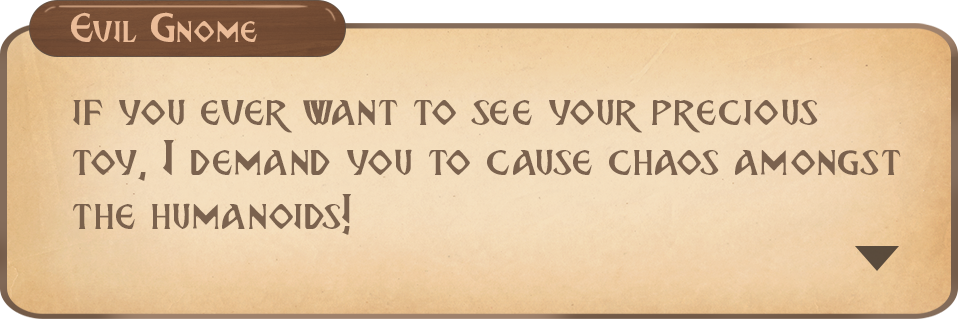 Evil Gnome
if you ever want to see your precious
toy, I demand you to cause chaos amongst
the humanoids!